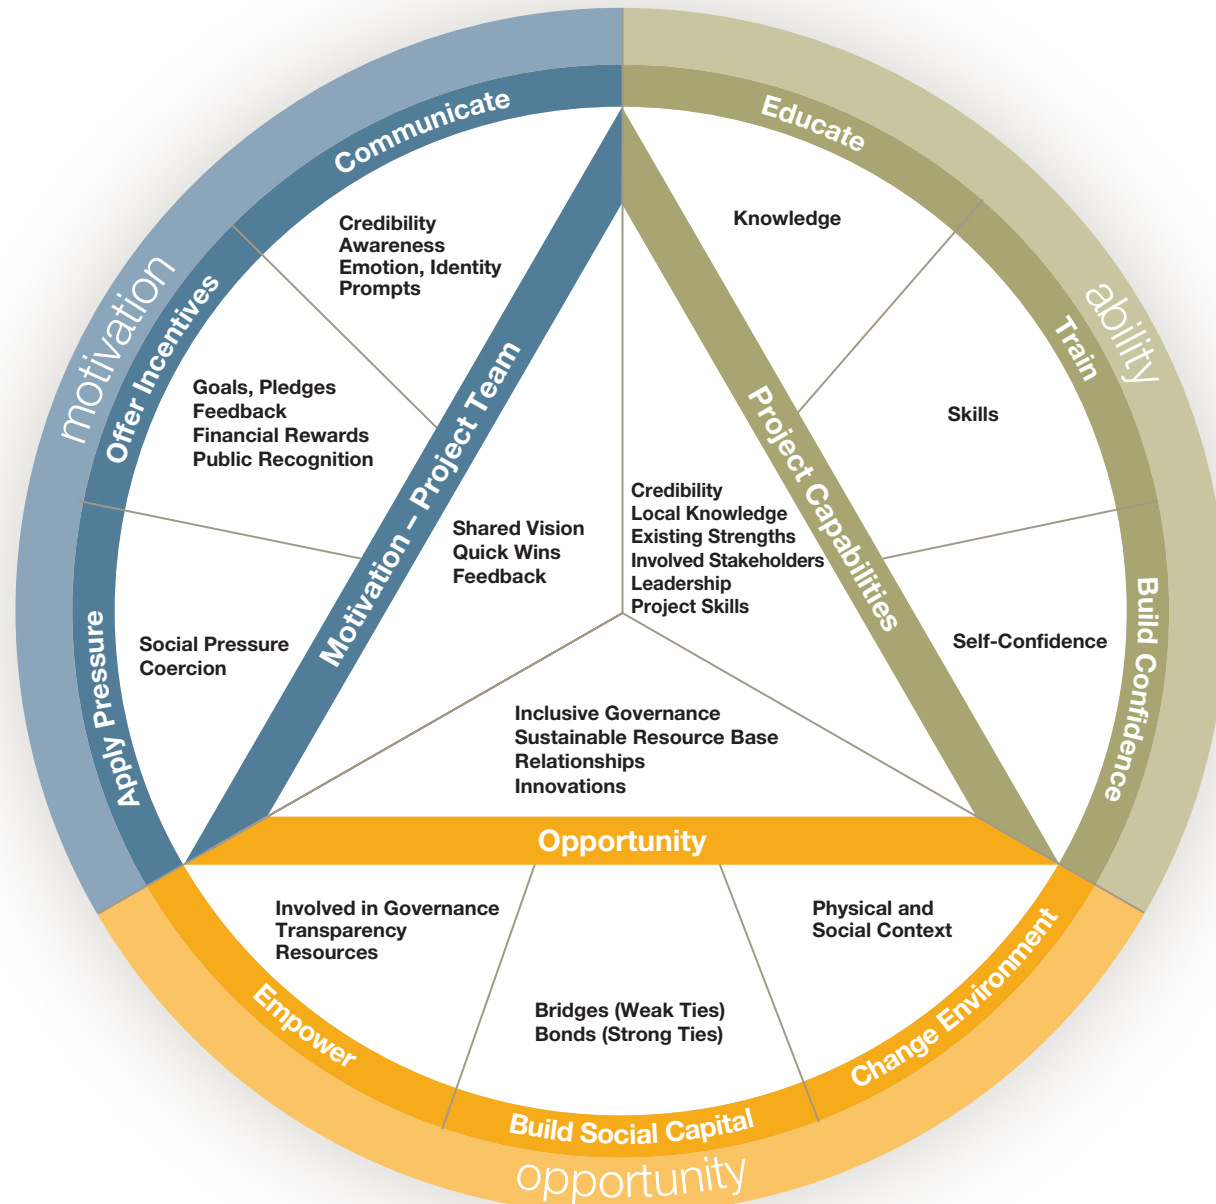 motivation
Communicate
Credibility
Awareness
Emotion, Identity
Prompts
Offer Incentives
Goals, Pledges
Feedback
Financial Rewards
Public Recognition
Apply Pressure
Social Pressure
Coercion
Motivation – Project Team
Shared Vision
Quick Wins
Feedback
ability
Educate
Knowledge
Train
Skills
Build Confidence
Self-Confidence
Project Capabilities
Credibility
Local Knowledge
Existing Strengths
Involved Stakeholders
Leadership
Project Skills
Inclusive Governance
Sustainable Resource Base
Relationships
Innovations
Opportunity
Involved in Governance
Transparency
Resources
Empower
Bridges (Weak Ties)
Bonds (Strong Ties)
Build Social Capital
Physical and
Social Context
Change Environment
opportunity